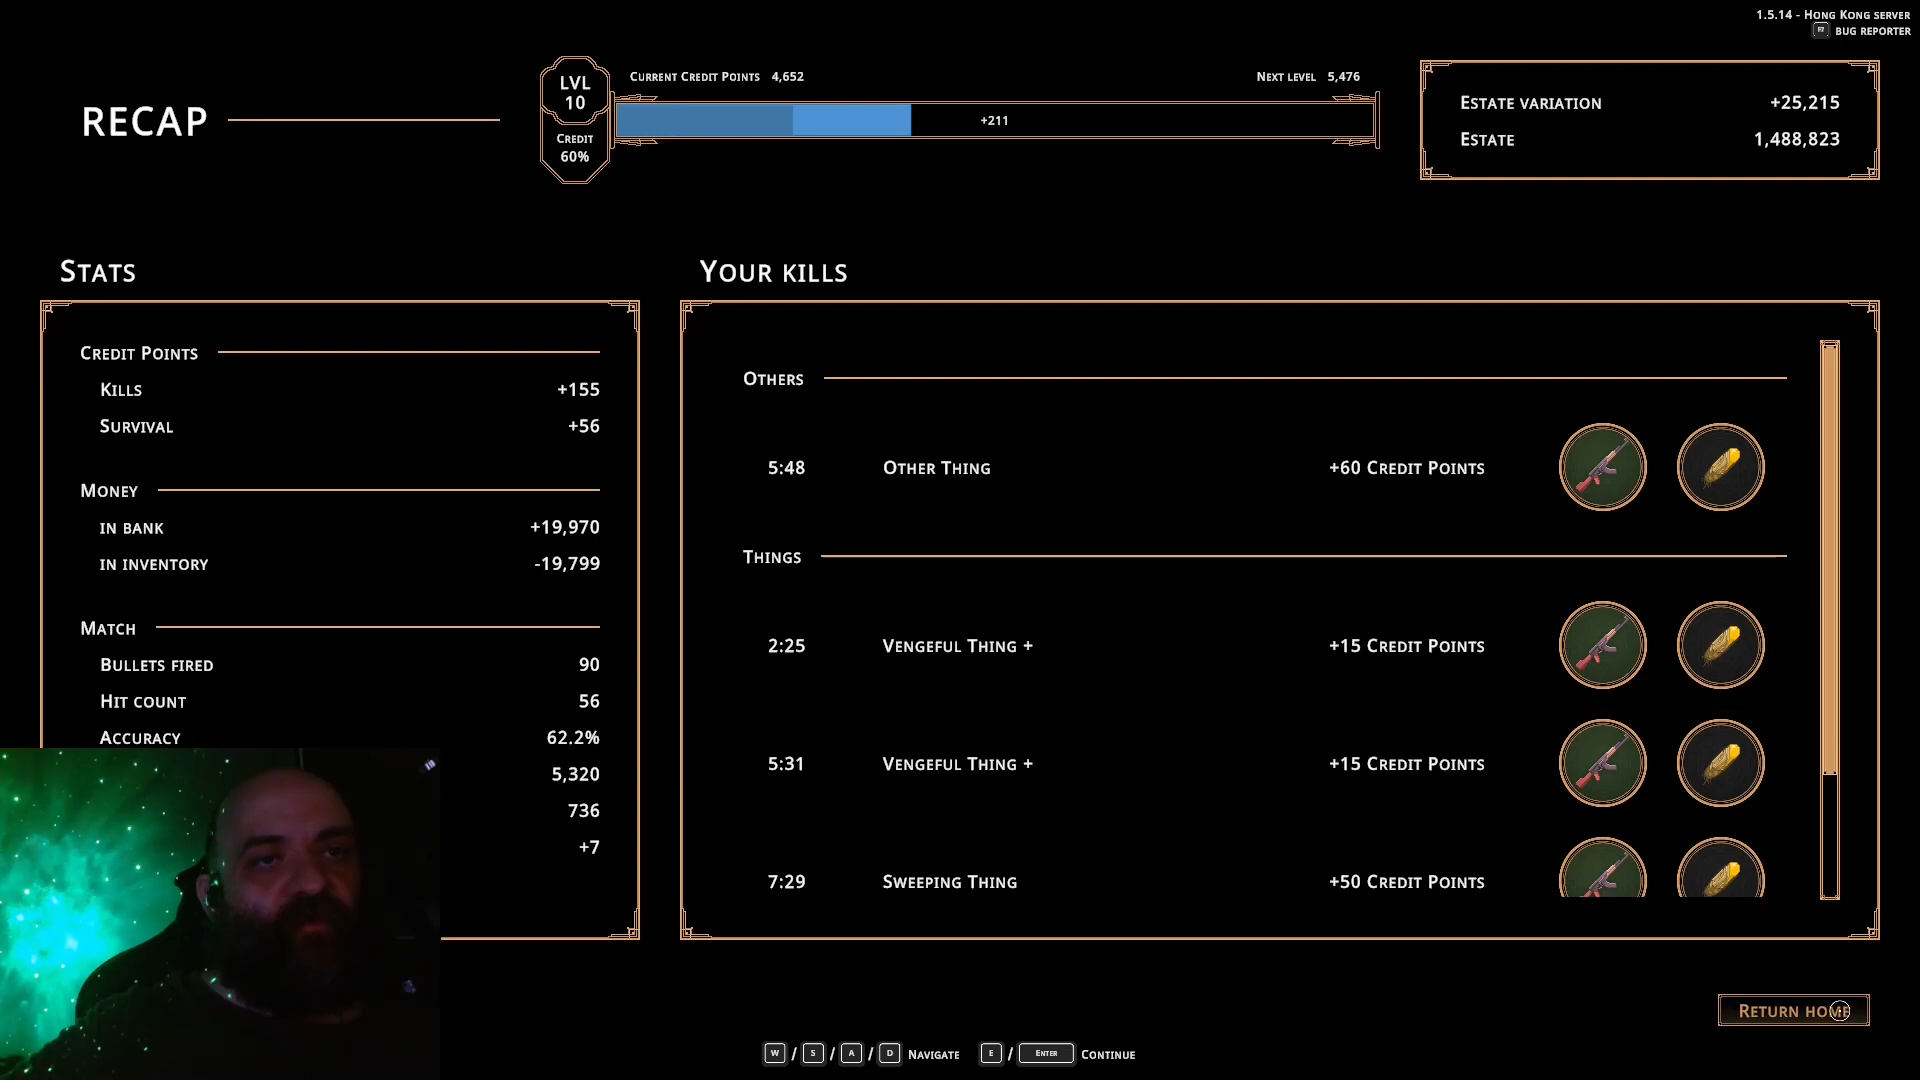 1.5.14 - Hong Kong server
F7 Bug reporter
Recap
LVL
10
Credit
60%
Current Credit Points 4,652
Next level 5,476
+211
Estate variation +25,215
Estate 1,488,823
Stats
Credit Points
Kills +155
Survival +56
Money
in bank +19,970
in inventory -19,799
Match
Bullets fired 90
Hit count 56
Accuracy 62.2%
5,320
736
+7
Your kills
Others
5:48 Other Thing +60 Credit Points
Things
2:25 Vengeful Thing + +15 Credit Points
5:31 Vengeful Thing + +15 Credit Points
7:29 Sweeping Thing +50 Credit Points
Return home
W / S / A / D Navigate E / Enter Continue